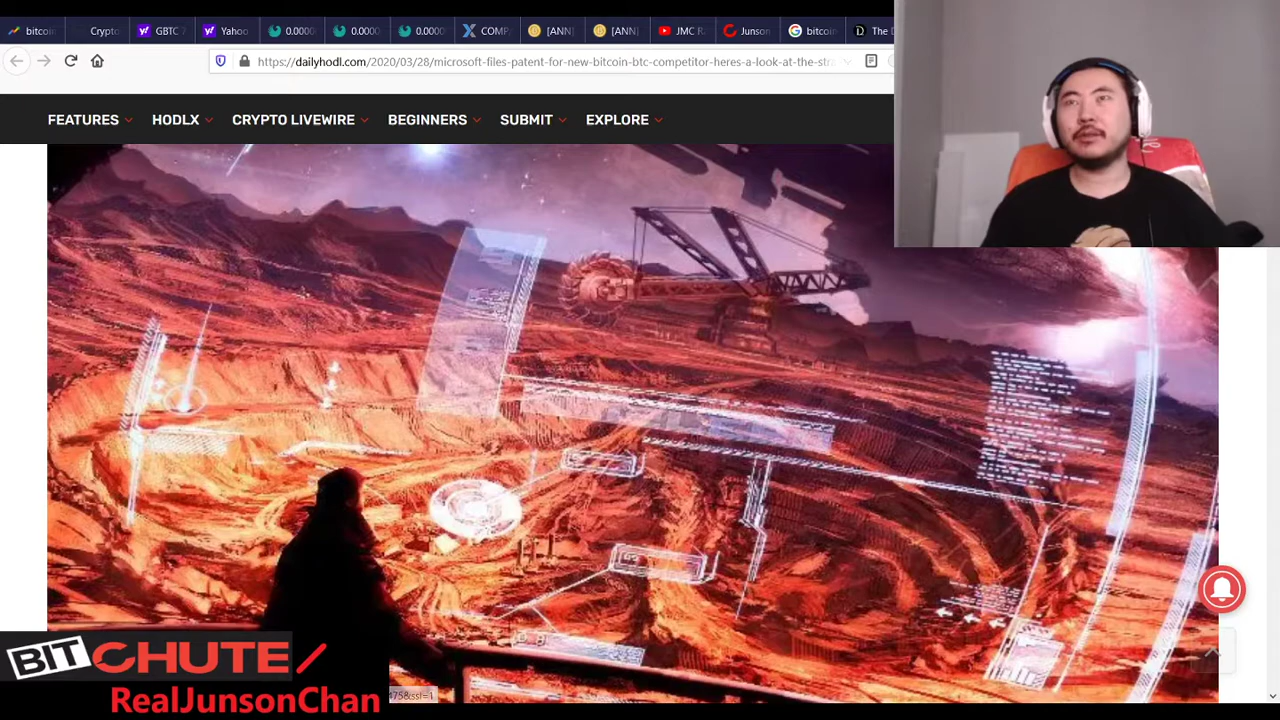 bitcoin
Crypto
GBTC 7
Yahoo
0.0000
0.0000
0.0000
COMP
[ANN]
[ANN]
JMC R
Junson
bitcoin
The D
https://dailyhodl.com/2020/03/28/microsoft-files-patent-for-new-bitcoin-btc-competitor-heres-a-look-at-the-str
FEATURES
HODLX
CRYPTO LIVEWIRE
BEGINNERS
SUBMIT
EXPLORE
BITCHUTE/
RealJunsonChan